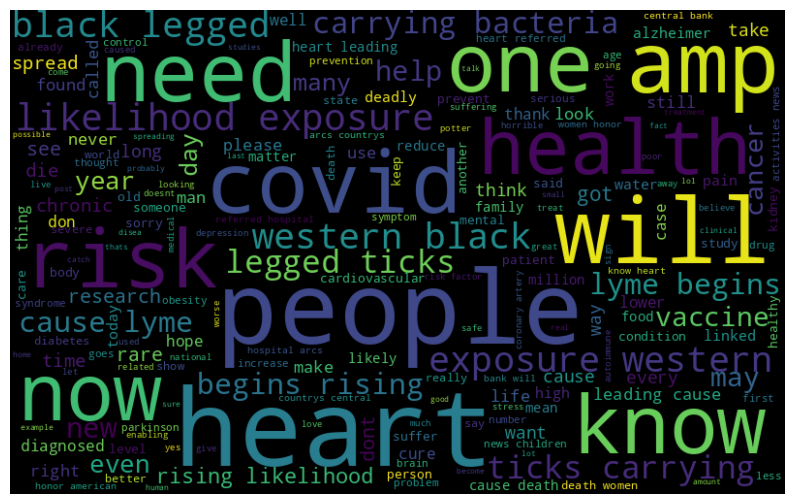 black legged well carrying bacteria central bank
already control heart leading alzheimer take
spread called need many help one amp
caused studies prevention age going
come found deadly talk work
likelihood exposure state prevent serious still
possible never please arcs countrys potter thank look horrible women honor fact treatment
see world long day use reduce suffering health cancer activities news
spreading matter death keep another poor
die thought last said pain
live probably looking year man covid think got water away lol kidney
chronic old someone doesnt family case small believe
thing don post sorry referred hospital symptom mental treat clinical
severe medical depression western black great study drug will
risk disea patient sign
thats legged ticks cardiovascular risk factor know heart
care catch body people million lyme begins
syndrome research obesity worse safe coronary artery lower
cause lyme today hope way food vaccine healthy
diabetes used rare likely real condition linked
time goes show make hospital arcs exposure western
home related national increase autoimmune every may
let begins rising really bank will cause
now countrys central life high leading cause first
sure love much good stress mean
example new dont suffer say number want know
parkinson enabling heart cure news children
diagnosed level yes give brain lot
right even better person problem become ticks carrying
honor american human rising likelihood cause death death women amount less